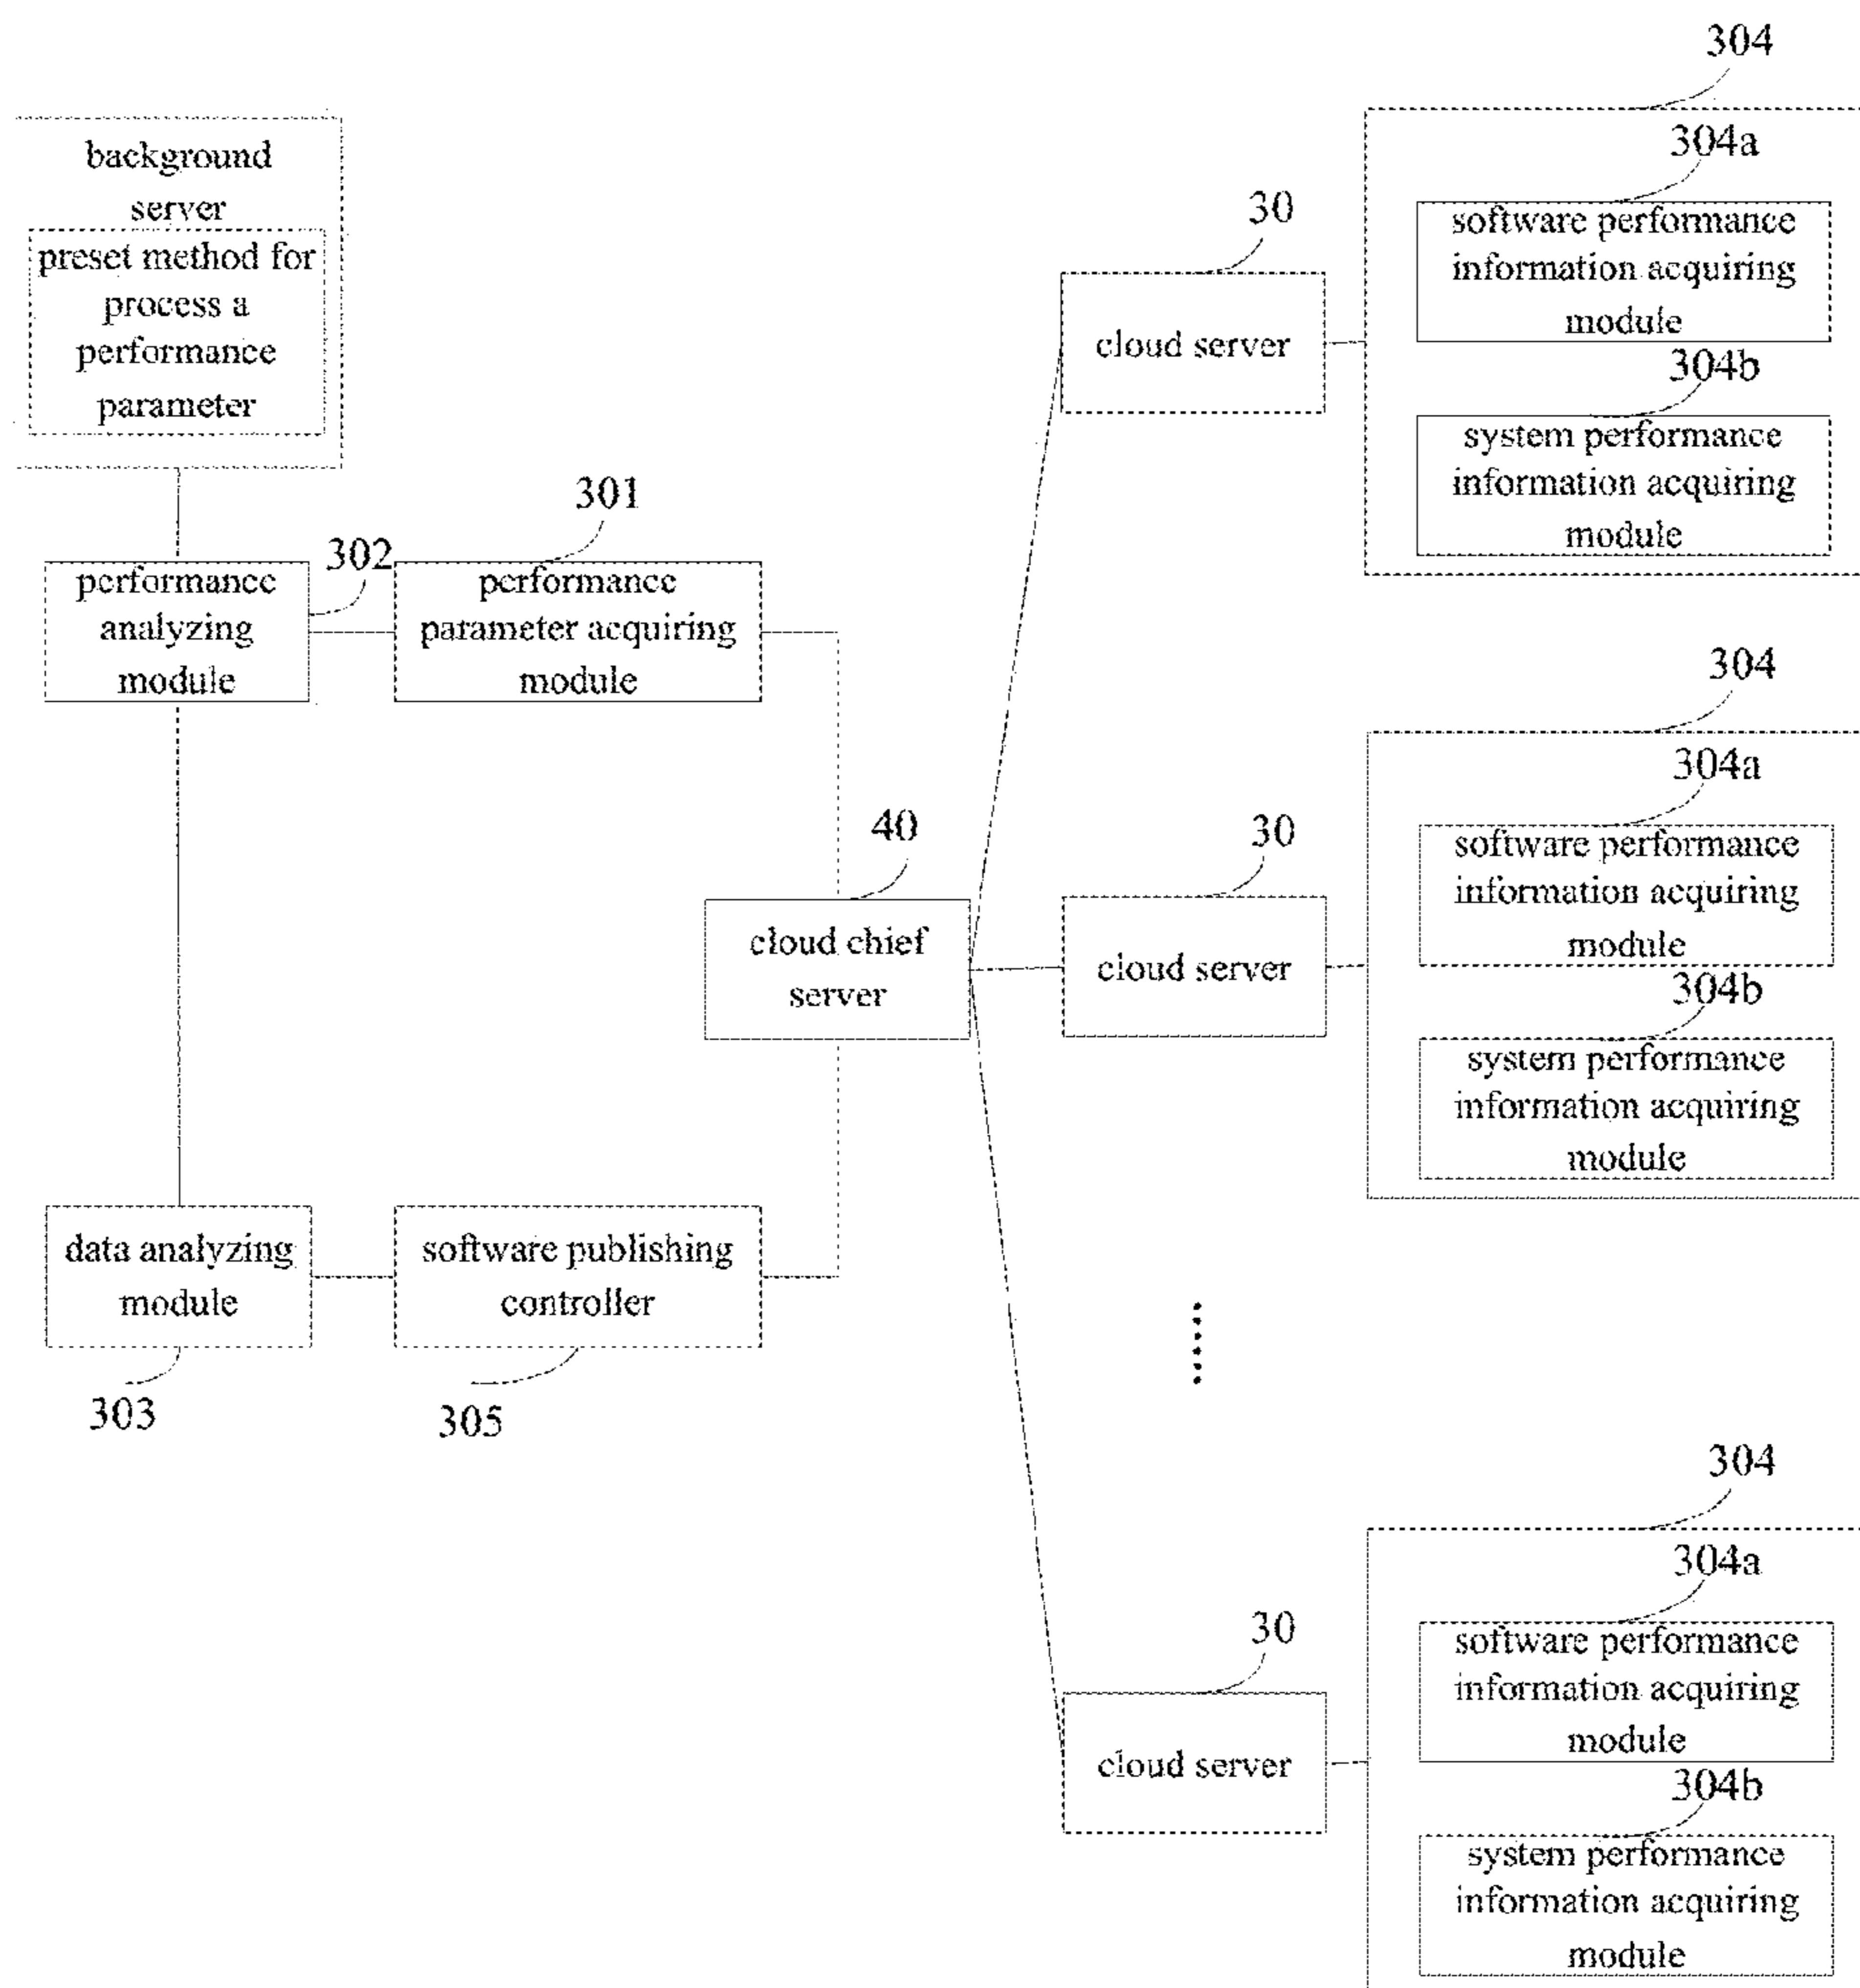 background
server
preset method for
process a
performance
parameter
302
performance
analyzing
module
301
performance
parameter acquiring
module
40
cloud chief
server
data analyzing
module
303
software publishing
controller
305
30
cloud server
304
304a
software performance
information acquiring
module
304b
system performance
information acquiring
module
30
cloud server
304
304a
software performance
information acquiring
module
304b
system performance
information acquiring
module
......
30
cloud server
304
304a
software performance
information acquiring
module
304b
system performance
information acquiring
module